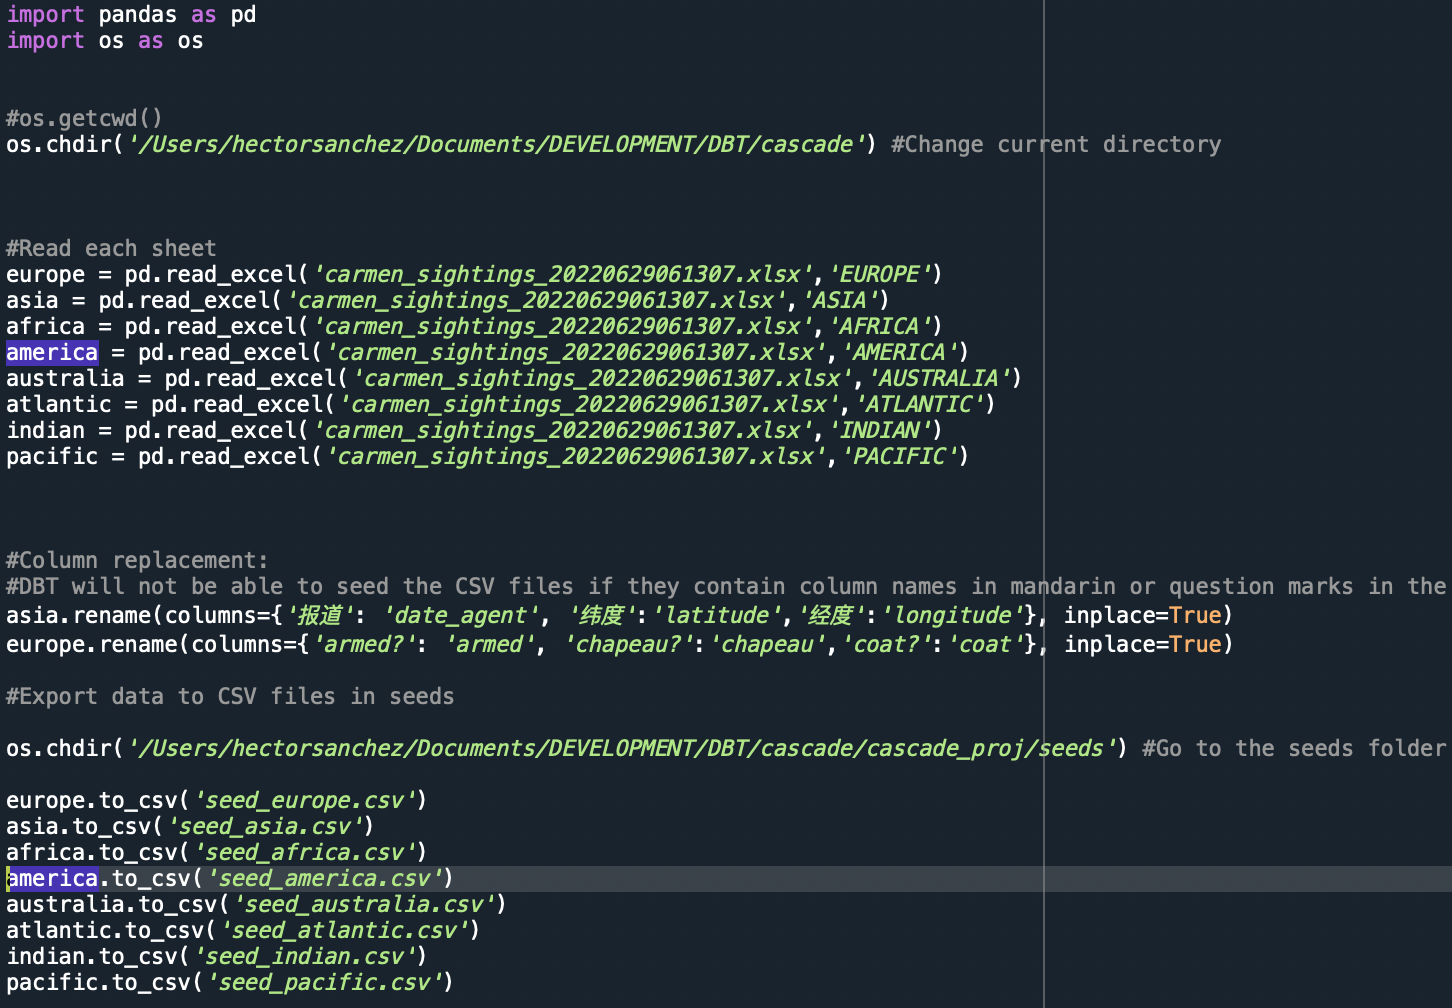 import pandas as pd
import os as os
#os.getcwd()
os.chdir('/Users/hectorsanchez/Documents/DEVELOPMENT/DBT/cascade') #Change current directory
#Read each sheet
europe = pd.read_excel('carmen_sightings_20220629061307.xlsx','EUROPE')
asia = pd.read_excel('carmen_sightings_20220629061307.xlsx','ASIA')
africa = pd.read_excel('carmen_sightings_20220629061307.xlsx','AFRICA')
america = pd.read_excel('carmen_sightings_20220629061307.xlsx','AMERICA')
australia = pd.read_excel('carmen_sightings_20220629061307.xlsx','AUSTRALIA')
atlantic = pd.read_excel('carmen_sightings_20220629061307.xlsx','ATLANTIC')
indian = pd.read_excel('carmen_sightings_20220629061307.xlsx','INDIAN')
pacific = pd.read_excel('carmen_sightings_20220629061307.xlsx','PACIFIC')
#Column replacement:
#DBT will not be able to seed the CSV files if they contain column names in mandarin or question marks in the
asia.rename(columns={'报道': 'date_agent', '纬度':'latitude','经度':'longitude'}, inplace=True)
europe.rename(columns={'armed?': 'armed', 'chapeau?':'chapeau','coat?':'coat'}, inplace=True)
#Export data to CSV files in seeds
os.chdir('/Users/hectorsanchez/Documents/DEVELOPMENT/DBT/cascade/cascade_proj/seeds') #Go to the seeds folder
europe.to_csv('seed_europe.csv')
asia.to_csv('seed_asia.csv')
africa.to_csv('seed_africa.csv')
america.to_csv('seed_america.csv')
australia.to_csv('seed_australia.csv')
atlantic.to_csv('seed_atlantic.csv')
indian.to_csv('seed_indian.csv')
pacific.to_csv('seed_pacific.csv')